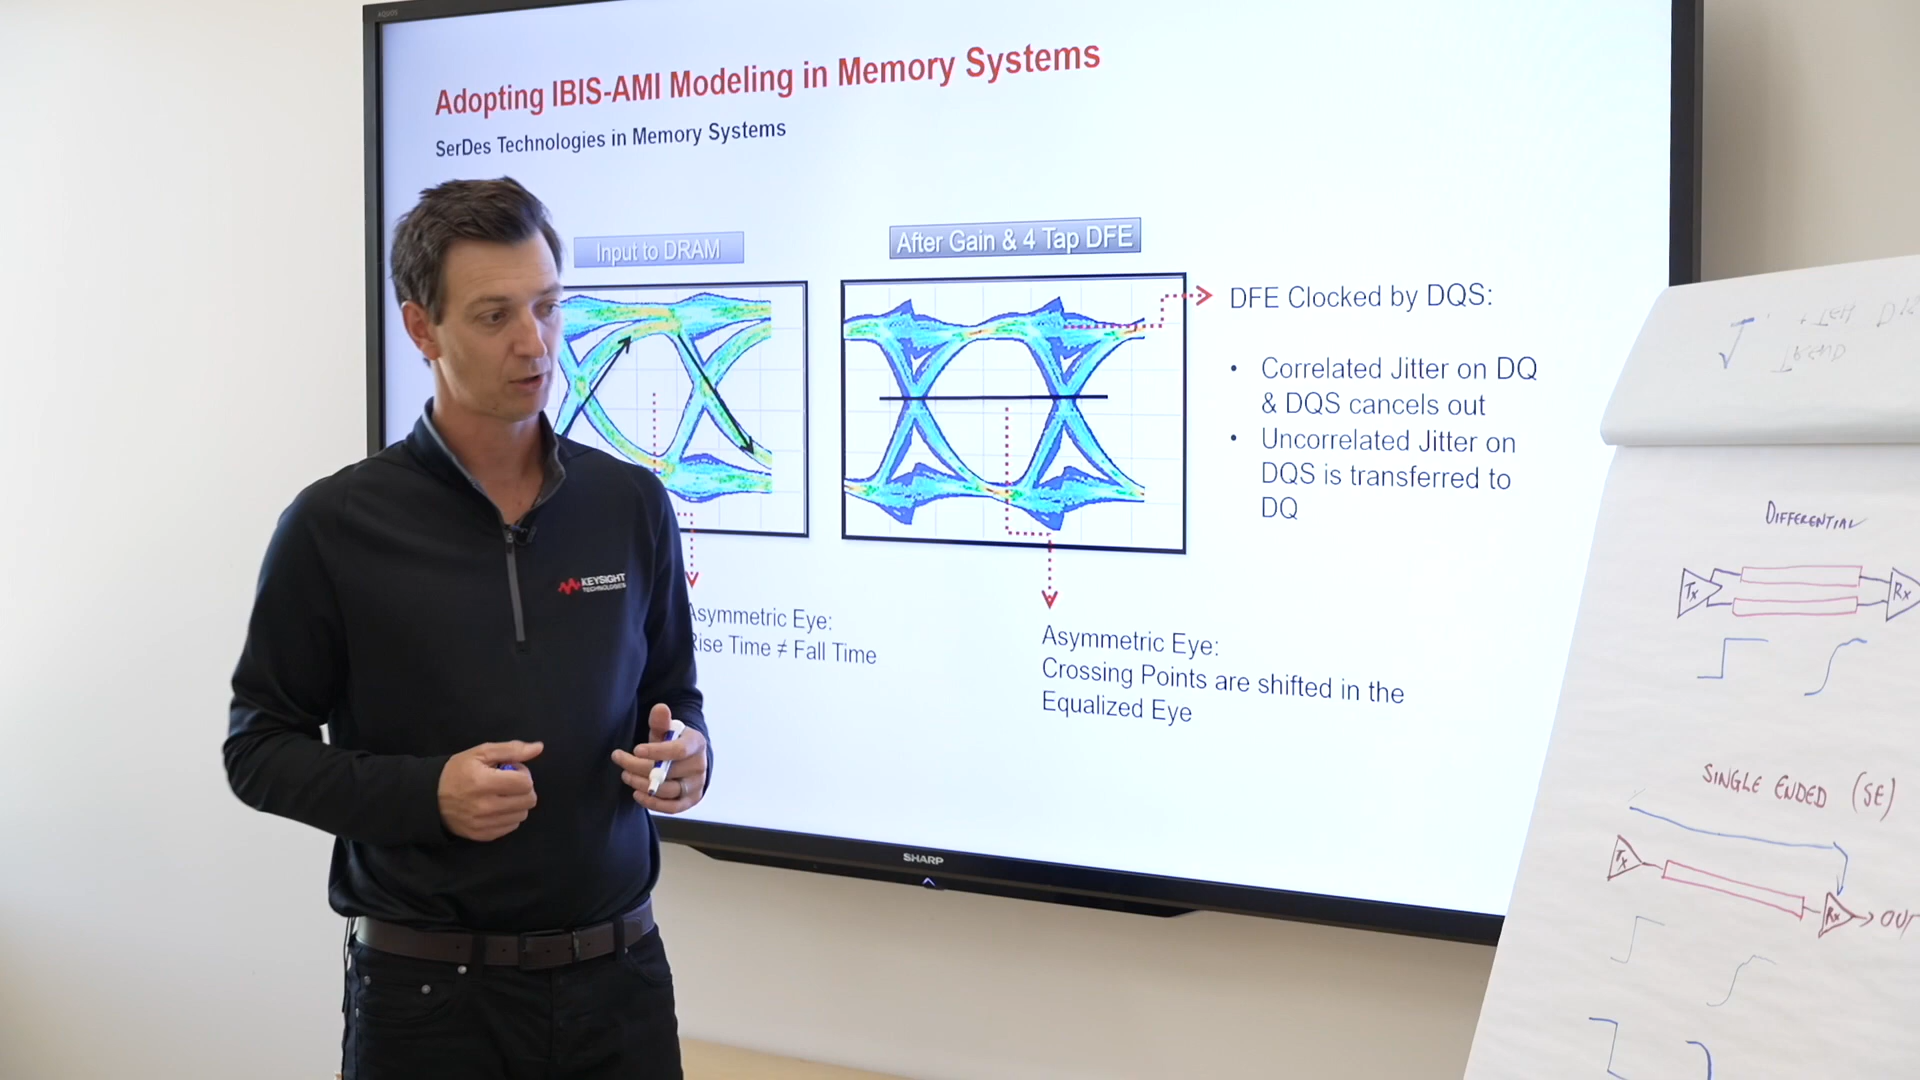 Adopting IBIS-AMI Modeling in Memory Systems
SerDes Technologies in Memory Systems
Input to DRAM
After Gain & 4 Tap DFE
DFE Clocked by DQS:
• Correlated Jitter on DQ
& DQS cancels out
• Uncorrelated Jitter on
DQS is transferred to
DQ
Asymmetric Eye:
Rise Time ≠ Fall Time
Asymmetric Eye:
Crossing Points are shifted in the
Equalized Eye
KEYSIGHT
TECHNOLOGIES
SHARP
DIFFERENTIAL
Tx
Rx
SINGLE ENDED (SE)
Tx
Rx